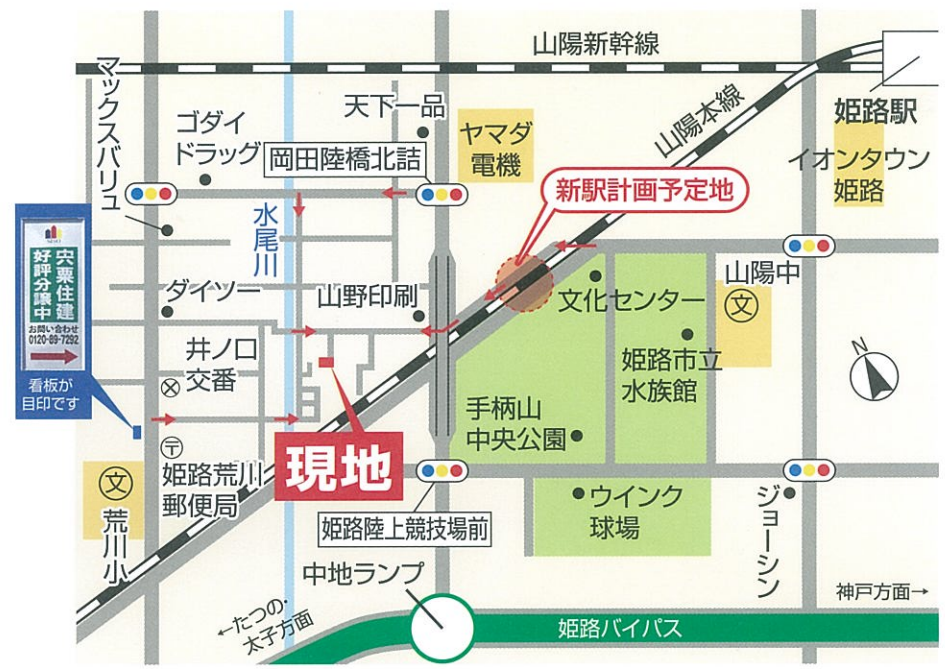 山陽新幹線
マックスバリュ
天下一品
ゴダイ
ドラッグ
岡田陸橋北詰
ヤマダ
電機
山陽本線
姫路駅
イオンタウン
姫路
新駅計画予定地
水尾川
宍粟住建
好評分譲中
お問い合わせ
0120-89-7292
看板が
目印です
ダイソー
山野印刷
文化センター
山陽中
文
井ノ口
交番
姫路市立
水族館
N
手柄山
中央公園
現地
〒
姫路荒川
郵便局
文
荒川小
姫路陸上競技場前
ウインク
球場
ジョーシン
中地ランプ
←たつの・
太子方面
神戸方面→
姫路バイパス